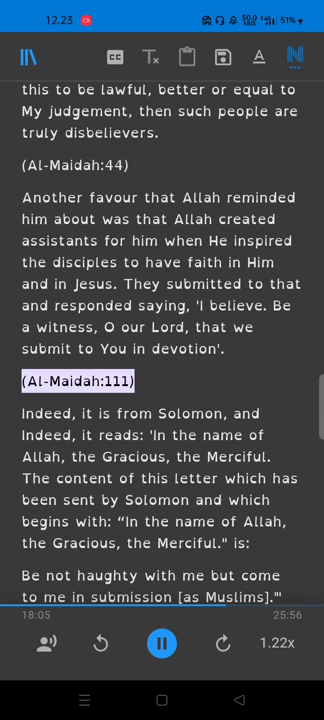 12.23
50.0 KB/S
51%
CC
this to be lawful, better or equal to
My judgement, then such people are
truly disbelievers.
(Al-Maidah:44)
Another favour that Allah reminded
him about was that Allah created
assistants for him when He inspired
the disciples to have faith in Him
and in Jesus. They submitted to that
and responded saying, 'I believe. Be
a witness, O our Lord, that we
submit to You in devotion'.
(Al-Maidah:111)
Indeed, it is from Solomon, and
Indeed, it reads: 'In the name of
Allah, the Gracious, the Merciful.
The content of this letter which has
been sent by Solomon and which
begins with: “In the name of Allah,
the Gracious, the Merciful." is:
Be not haughty with me but come
to me in submission [as Muslims]."'
18:05
25:56
1.22x